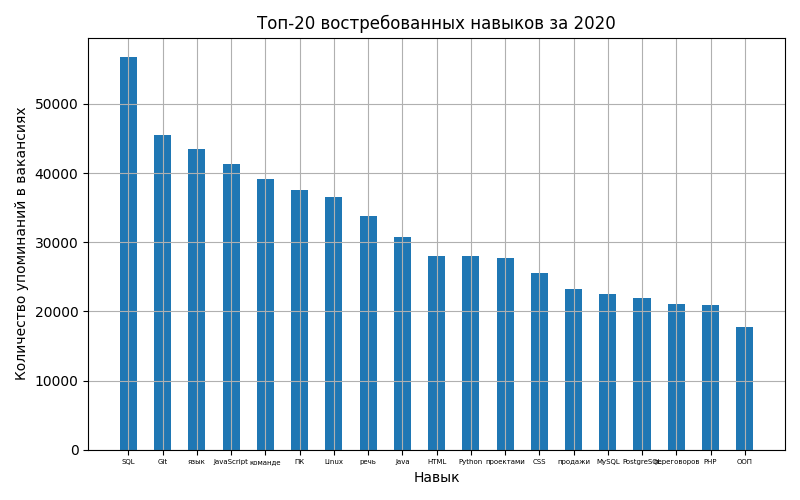 Топ-20 востребованных навыков за 2020
Количество упоминаний в вакансиях
50000
40000
30000
20000
10000
0
SQL Git язык JavaScript команде ПК Linux речь Java HTML Python проектами CSS продажи MySQL PostgreSQL переговоров PHP ООП
Навык